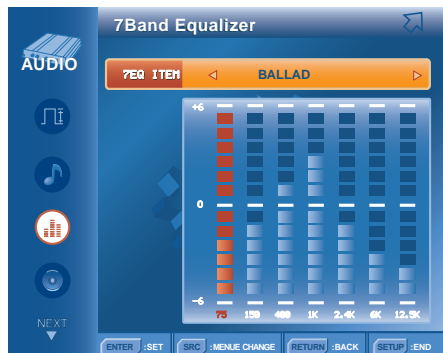 7Band Equalizer
AUDIO
7EQ ITEM
BALLAD
+6
0
-6
75 150 400 1K 2.4K 6K 12.5K
NEXT
ENTER :SET SRC :MENUE CHANGE RETURN :BACK SETUP :END